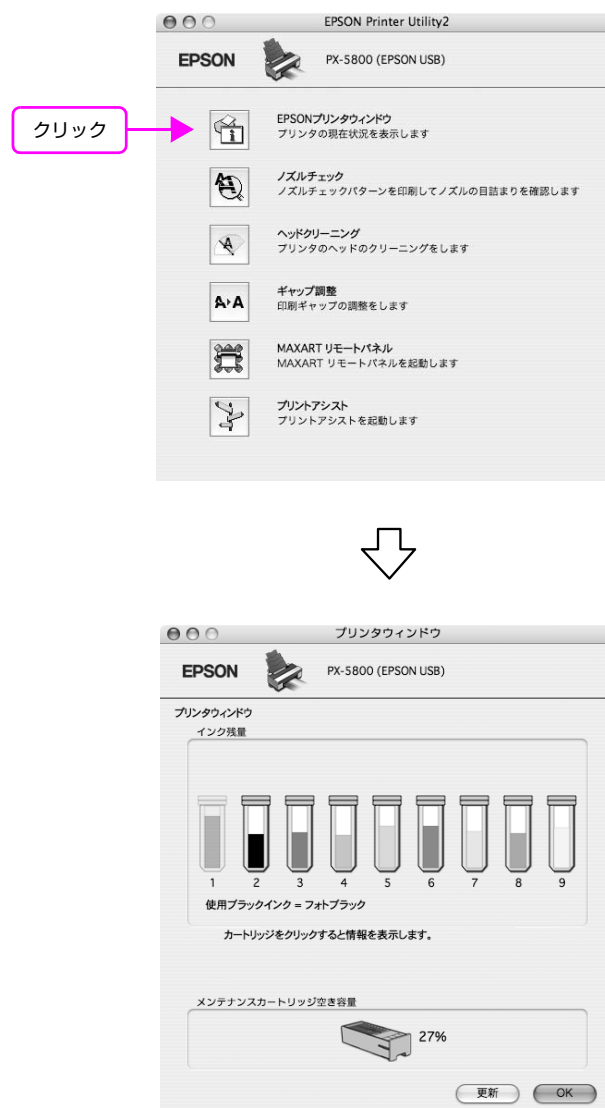 EPSON Printer Utility2
EPSON
PX-5800 (EPSON USB)
クリック
EPSONプリンタウィンドウ
プリンタの現在状況を表示します
ノズルチェック
ノズルチェックパターンを印刷してノズルの目詰まりを確認します
ヘッドクリーニング
プリンタのヘッドのクリーニングをします
ギャップ調整
印刷ギャップの調整をします
MAXART リモートパネル
MAXART リモートパネルを起動します
プリントアシスト
プリントアシストを起動します
プリンタウィンドウ
EPSON
PX-5800 (EPSON USB)
プリンタウィンドウ
インク残量
1 2 3 4 5 6 7 8 9
使用ブラックインク = フォトブラック
カートリッジをクリックすると情報を表示します。
メンテナンスカートリッジ空き容量
27%
更新 OK